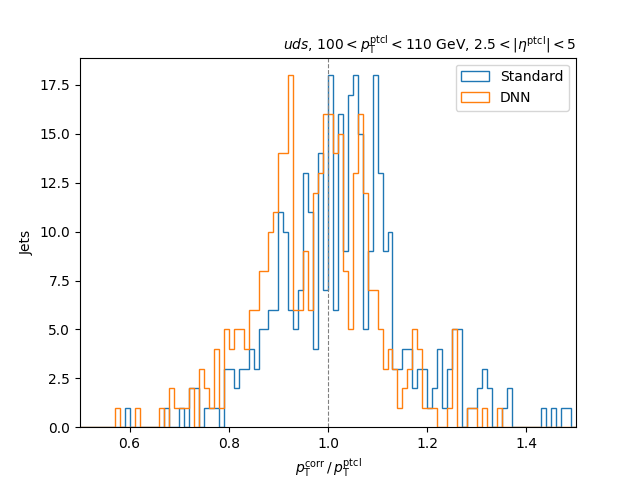 uds, 100 < p_T^ptcl < 110 GeV, 2.5 < |η^ptcl| < 5
Standard
DNN
Jets
17.5
15.0
12.5
10.0
7.5
5.0
2.5
0.0
0.6 0.8 1.0 1.2 1.4
p_T^corr / p_T^ptcl